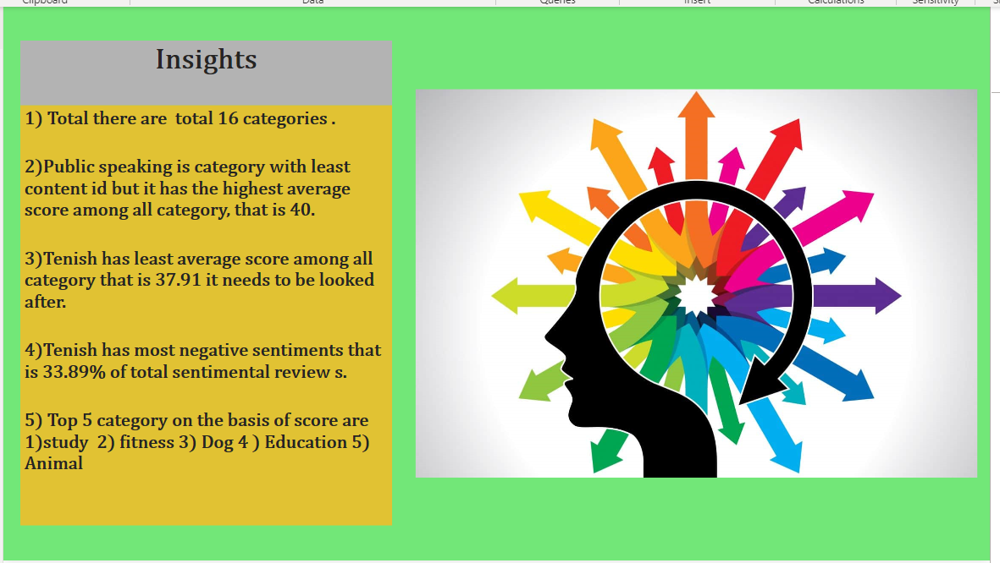 Clipboard Data Queries Insert Calculations Sensitivity
Insights
1) Total there are  total 16 categories .
2)Public speaking is category with least
content id but it has the highest average
score among all category, that is 40.
3)Tenish has least average score among all
category that is 37.91 it needs to be looked
after.
4)Tenish has most negative sentiments that
is 33.89% of total sentimental review s.
5) Top 5 category on the basis of score are
1)study  2) fitness 3) Dog 4 ) Education 5)
Animal